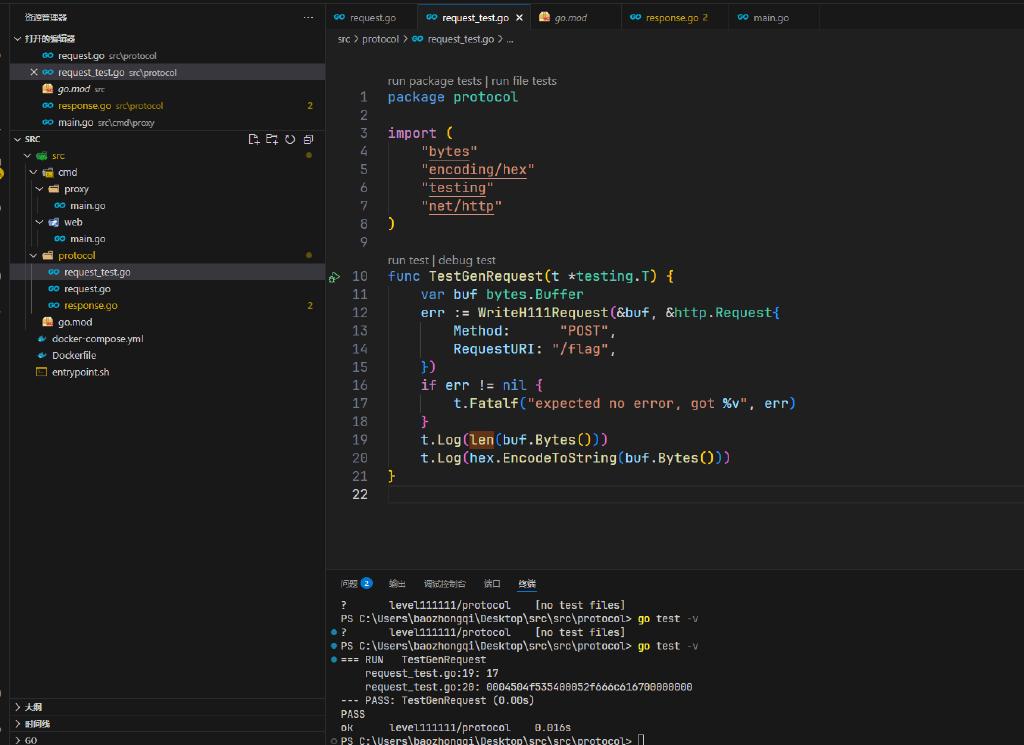 资源管理器 ···
打开的编辑器
request.go src\protocol
request_test.go src\protocol
go.mod src
response.go src\protocol 2
main.go src\cmd\proxy
SRC
src
cmd
proxy
main.go
web
main.go
protocol
request_test.go
request.go
response.go 2
go.mod
docker-compose.yml
Dockerfile
entrypoint.sh
大纲
时间线
GO
request.go request_test.go go.mod response.go 2 main.go
src > protocol > request_test.go > ...
run package tests | run file tests
1 package protocol
2
3 import (
4 "bytes"
5 "encoding/hex"
6 "testing"
7 "net/http"
8 )
9
run test | debug test
10 func TestGenRequest(t *testing.T) {
11 var buf bytes.Buffer
12 err := WriteH111Request(&buf, &http.Request{
13 Method: "POST",
14 RequestURI: "/flag",
15 })
16 if err != nil {
17 t.Fatalf("expected no error, got %v", err)
18 }
19 t.Log(len(buf.Bytes()))
20 t.Log(hex.EncodeToString(buf.Bytes()))
21 }
22
问题 2 输出 调试控制台 端口 终端
? level111111/protocol [no test files]
PS C:\Users\baozhongqi\Desktop\src\src\protocol> go test -v
? level111111/protocol [no test files]
PS C:\Users\baozhongqi\Desktop\src\src\protocol> go test -v
=== RUN TestGenRequest
request_test.go:19: 17
request_test.go:20: 0004504f535400052f666c616700000000
--- PASS: TestGenRequest (0.00s)
PASS
ok level111111/protocol 0.016s
PS C:\Users\baozhongqi\Desktop\src\src\protocol>